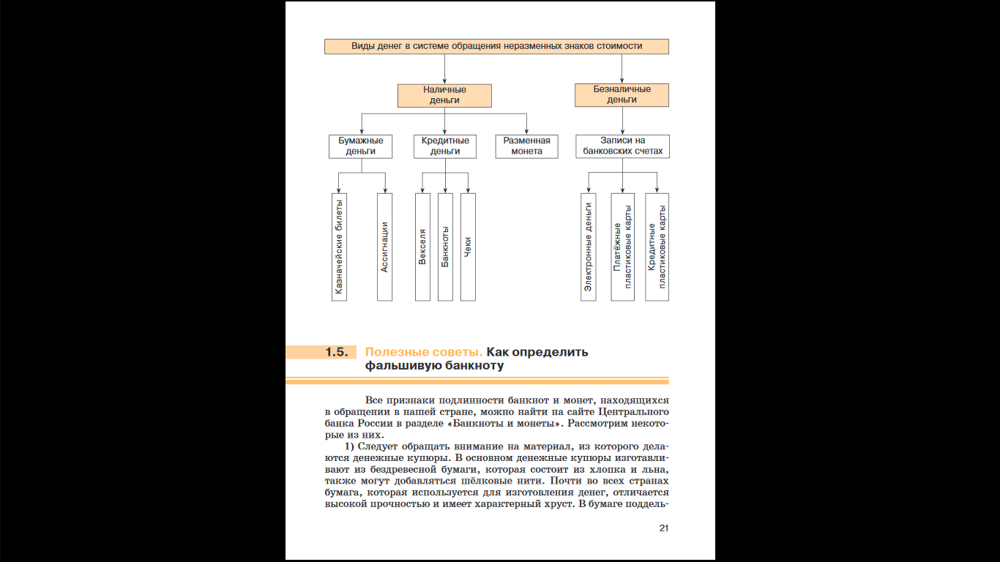 Виды денег в системе обращения неразменных знаков стоимости
Наличные
деньги
Безналичные
деньги
Бумажные
деньги
Кредитные
деньги
Разменная
монета
Записи на
банковских счетах
Казначейские билеты
Ассигнации
Векселя
Банкноты
Чеки
Электронные деньги
Платёжные
пластиковые карты
Кредитные
пластиковые карты
1.5. Полезные советы. Как определить
фальшивую банкноту
Все признаки подлинности банкнот и монет, находящихся
в обращении в нашей стране, можно найти на сайте Центрального
банка России в разделе «Банкноты и монеты». Рассмотрим некото-
рые из них.
1) Следует обращать внимание на материал, из которого дела-
ются денежные купюры. В основном денежные купюры изготавли-
вают из бездревесной бумаги, которая состоит из хлопка и льна,
также могут добавляться шёлковые нити. Почти во всех странах
бумага, которая используется для изготовления денег, отличается
высокой прочностью и имеет характерный хруст. В бумаге поддель-
21